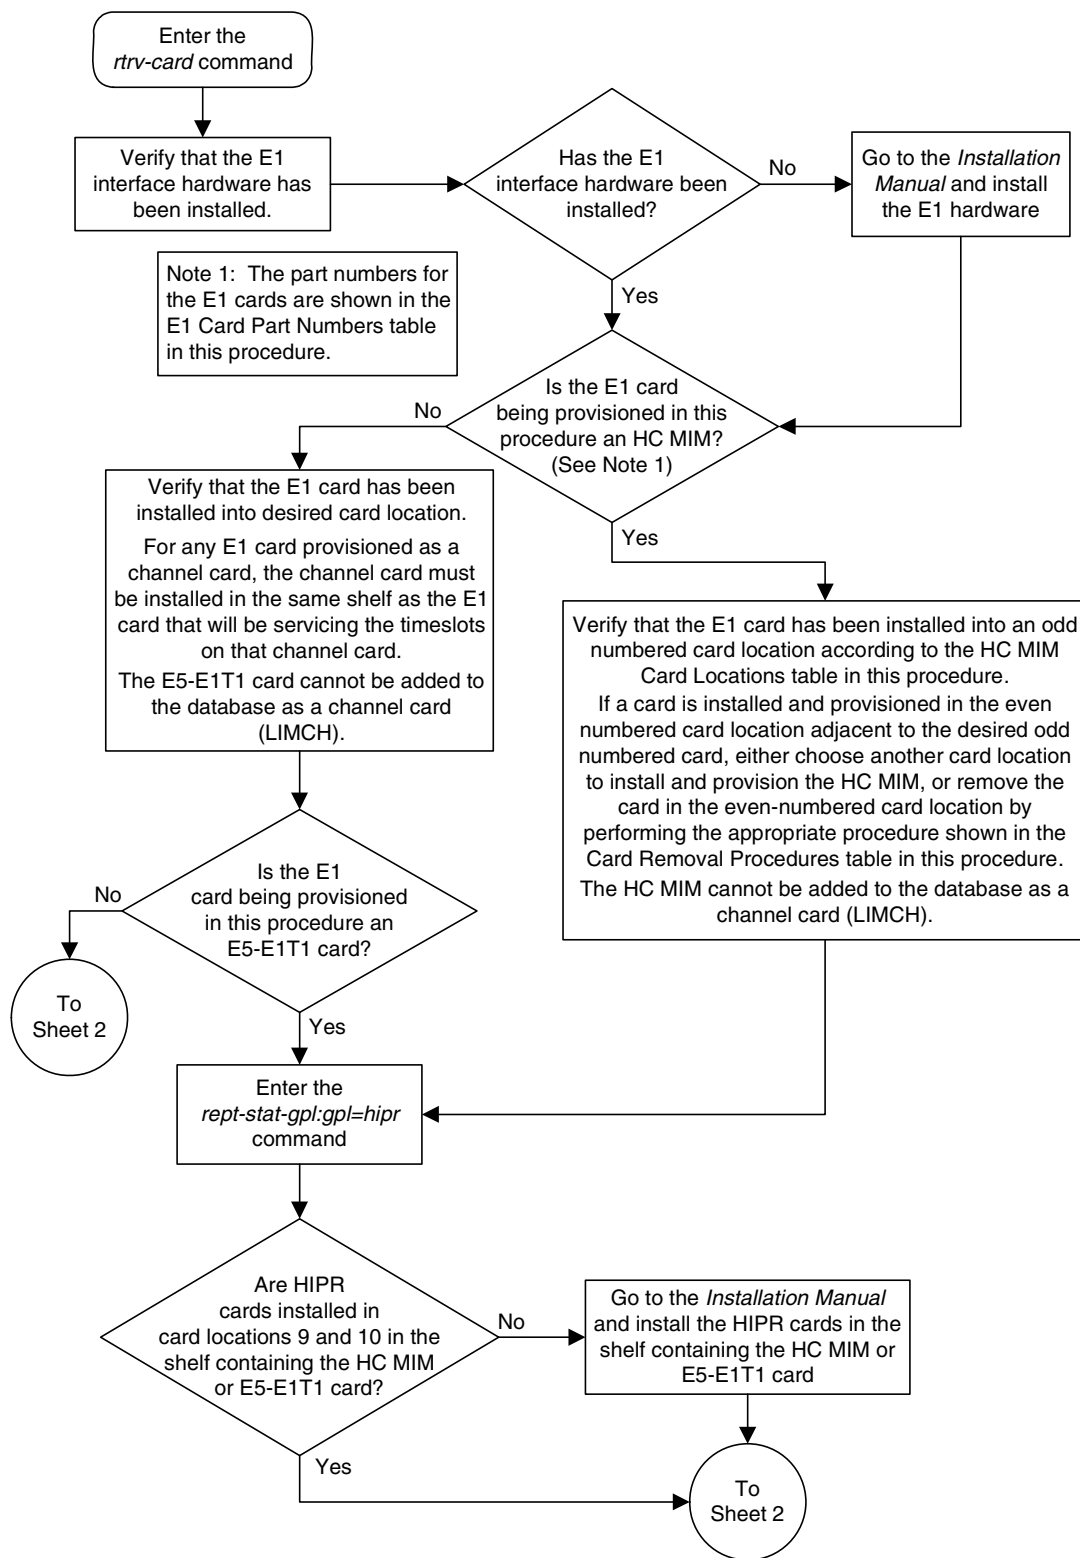 Enter the
rtrv-card command
Verify that the E1
interface hardware has
been installed.
Has the E1
interface hardware been
installed?
No
Go to the Installation
Manual and install
the E1 hardware
Note 1:  The part numbers for
the E1 cards are shown in the
E1 Card Part Numbers table
in this procedure.
Yes
Is the E1 card
being provisioned in this
procedure an HC MIM?
(See Note 1)
No
Yes
Verify that the E1 card has been
installed into desired card location.
For any E1 card provisioned as a
channel card, the channel card must
be installed in the same shelf as the E1
card that will be servicing the timeslots
on that channel card.
The E5-E1T1 card cannot be added to
the database as a channel card
(LIMCH).
Verify that the E1 card has been installed into an odd
numbered card location according to the HC MIM
Card Locations table in this procedure.
If a card is installed and provisioned in the even
numbered card location adjacent to the desired odd
numbered card, either choose another card location
to install and provision the HC MIM, or remove the
card in the even-numbered card location by
performing the appropriate procedure shown in the
Card Removal Procedures table in this procedure.
The HC MIM cannot be added to the database as a
channel card (LIMCH).
Is the E1
card being provisioned
in this procedure an
E5-E1T1 card?
No
To
Sheet 2
Yes
Enter the
rept-stat-gpl:gpl=hipr
command
Are HIPR
cards installed in
card locations 9 and 10 in the
shelf containing the HC MIM
or E5-E1T1 card?
No
Go to the Installation Manual
and install the HIPR cards in the
shelf containing the HC MIM or
E5-E1T1 card
Yes
To
Sheet 2